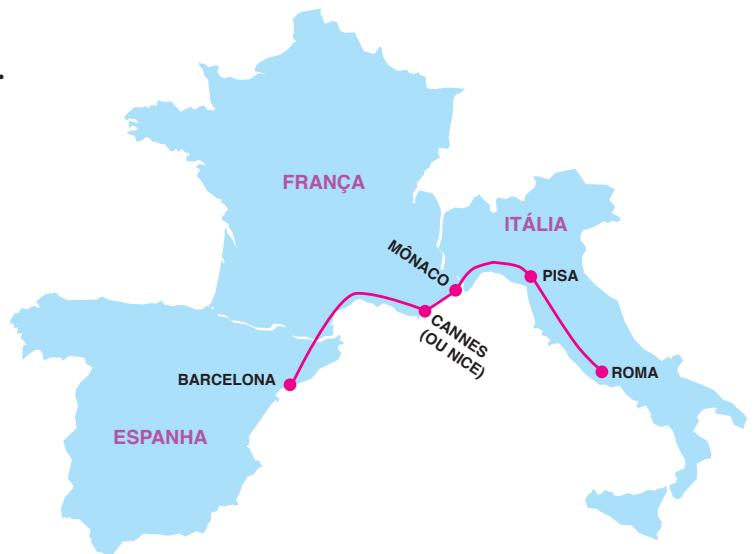 FRANÇA
ITÁLIA
MÔNACO
PISA
CANNES
(OU NICE)
BARCELONA
ROMA
ESPANHA